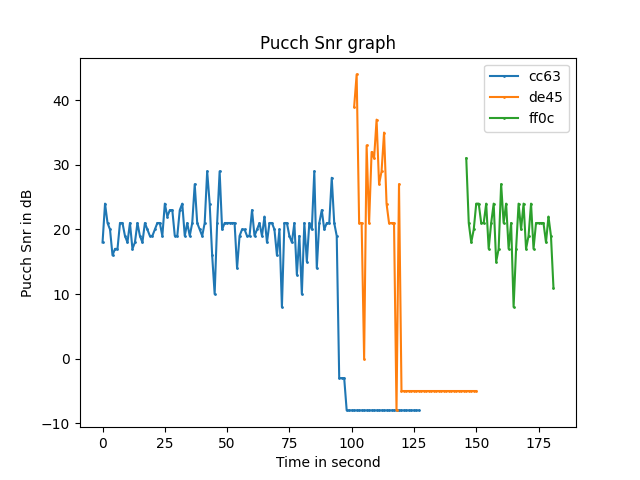 Pucch Snr graph
cc63
de45
ff0c
Pucch Snr in dB
40
30
20
10
0
−10
0 25 50 75 100 125 150 175
Time in second